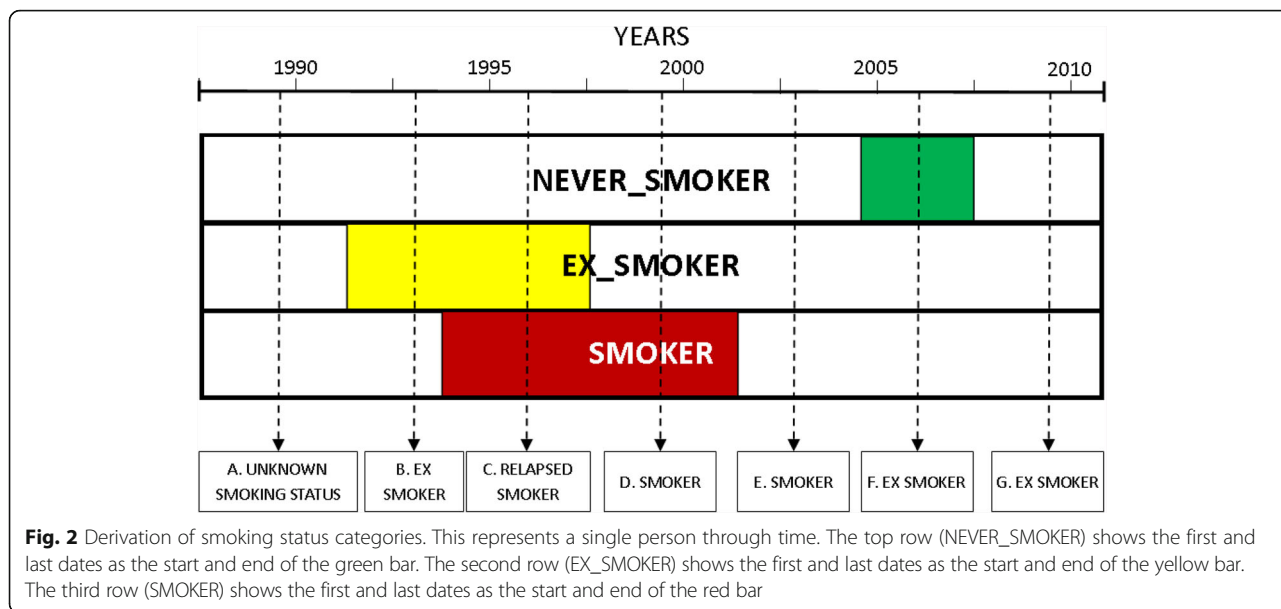 YEARS
1990 1995 2000 2005 2010
NEVER_SMOKER
EX_SMOKER
SMOKER
A. UNKNOWN
SMOKING STATUS
B. EX
SMOKER
C. RELAPSED
SMOKER
D. SMOKER
E. SMOKER
F. EX SMOKER
G. EX SMOKER
Fig. 2 Derivation of smoking status categories. This represents a single person through time. The top row (NEVER_SMOKER) shows the first and
last dates as the start and end of the green bar. The second row (EX_SMOKER) shows the first and last dates as the start and end of the yellow bar.
The third row (SMOKER) shows the first and last dates as the start and end of the red bar